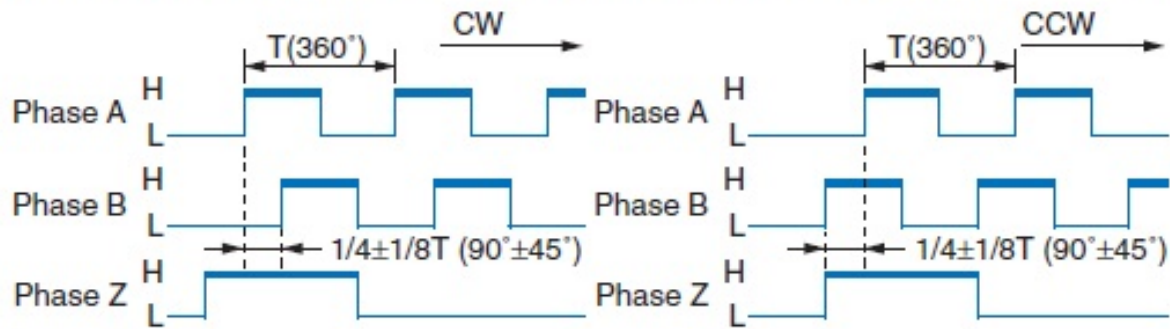 CW
T(360°)
Phase A H L
Phase B H L
1/4±1/8T (90°±45°)
Phase Z H L
CCW
T(360°)
Phase A H L
Phase B H L
1/4±1/8T (90°±45°)
Phase Z H L